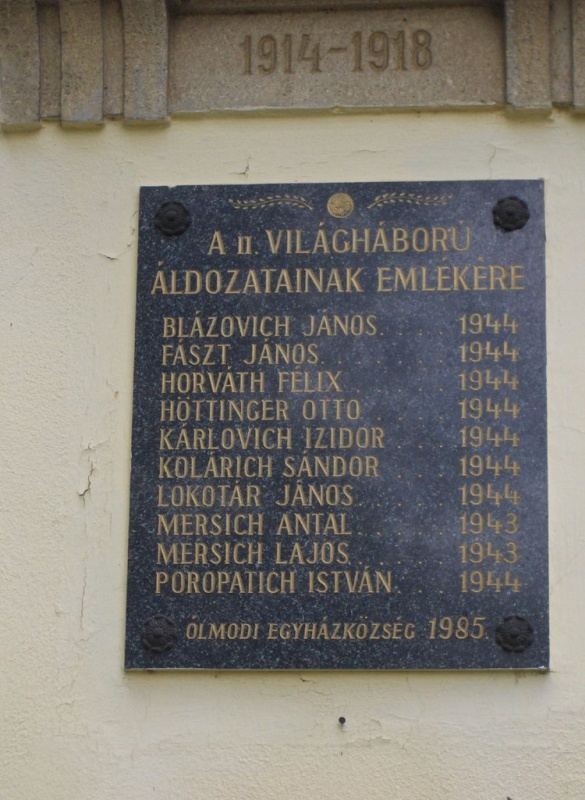 1914-1918
A II. VILÁGHÁBORÚ
ÁLDOZATAINAK EMLÉKÉRE
BLÁZOVICH JÁNOS..... 1944
FÁSZT JÁNOS......... 1944
HORVÁTH FÉLIX....... 1944
HÖTTINGER OTTO...... 1944
KÁRLOVICH IZIDOR.... 1944
KOLÁRICH SÁNDOR..... 1944
LOKOTÁR JÁNOS....... 1944
MERSICH ANTAL....... 1943
MERSICH LAJOS....... 1943
POROPATICH ISTVÁN... 1944
ÓLMODI EGYHÁZKÖZSÉG 1985.